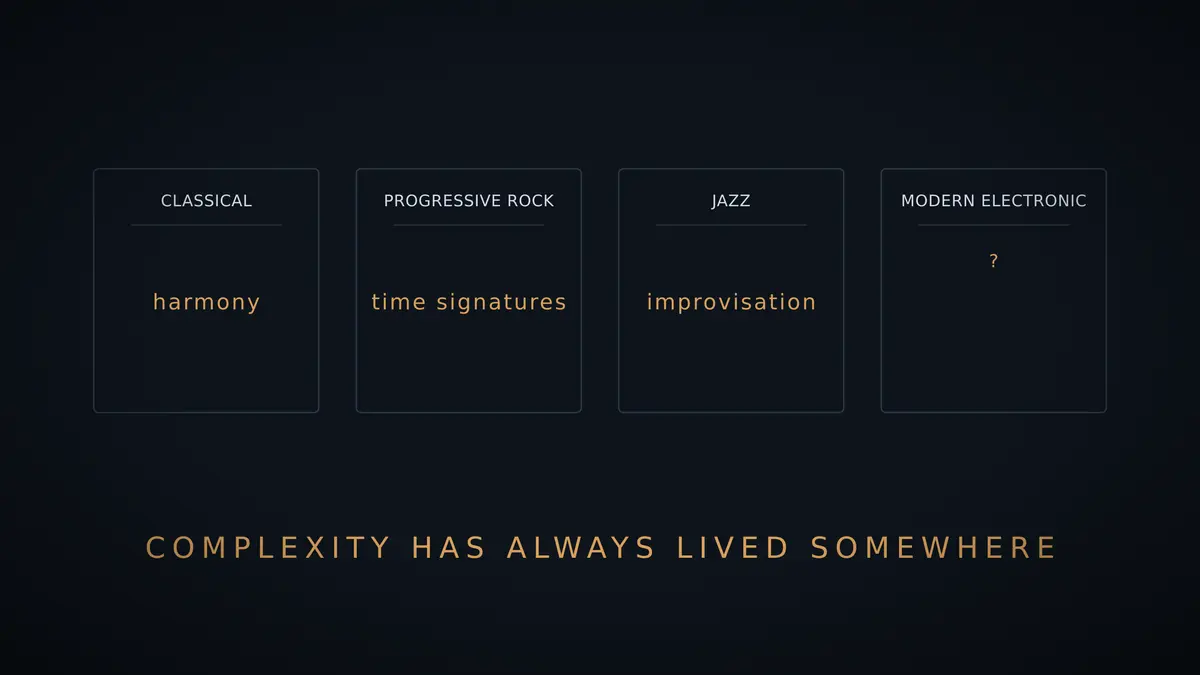 CLASSICAL
harmony
PROGRESSIVE ROCK
time signatures
JAZZ
improvisation
MODERN ELECTRONIC
?
COMPLEXITY HAS ALWAYS LIVED SOMEWHERE